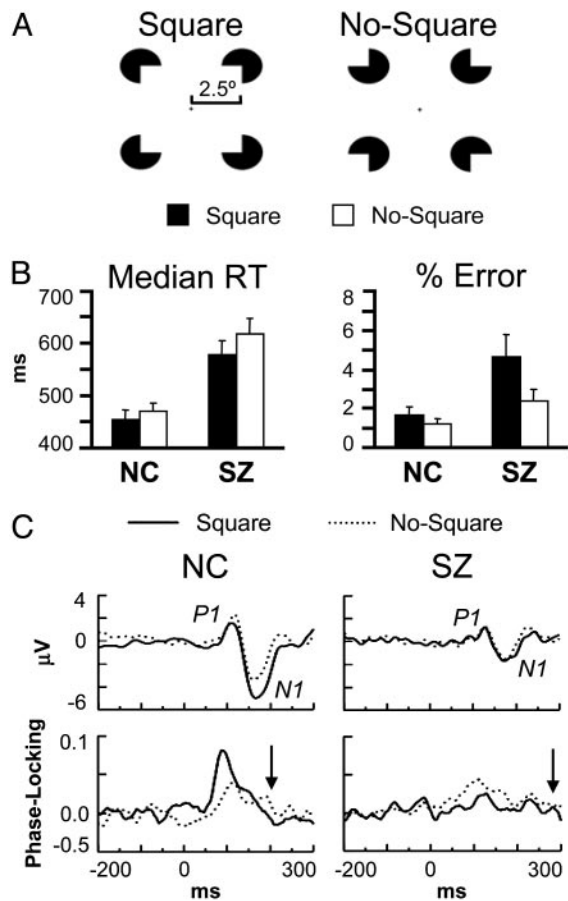 A
Square No-Square
2.5º
Square No-Square
B
Median RT % Error
700
600
500
400
ms
NC SZ
8
6
4
2
0
NC SZ
C
Square No-Square
NC SZ
4
0
-6
µV
P1
N1
P1
N1
0.1
0.0
-0.5
Phase-Locking
-200 0 300 -200 0 300
ms ms